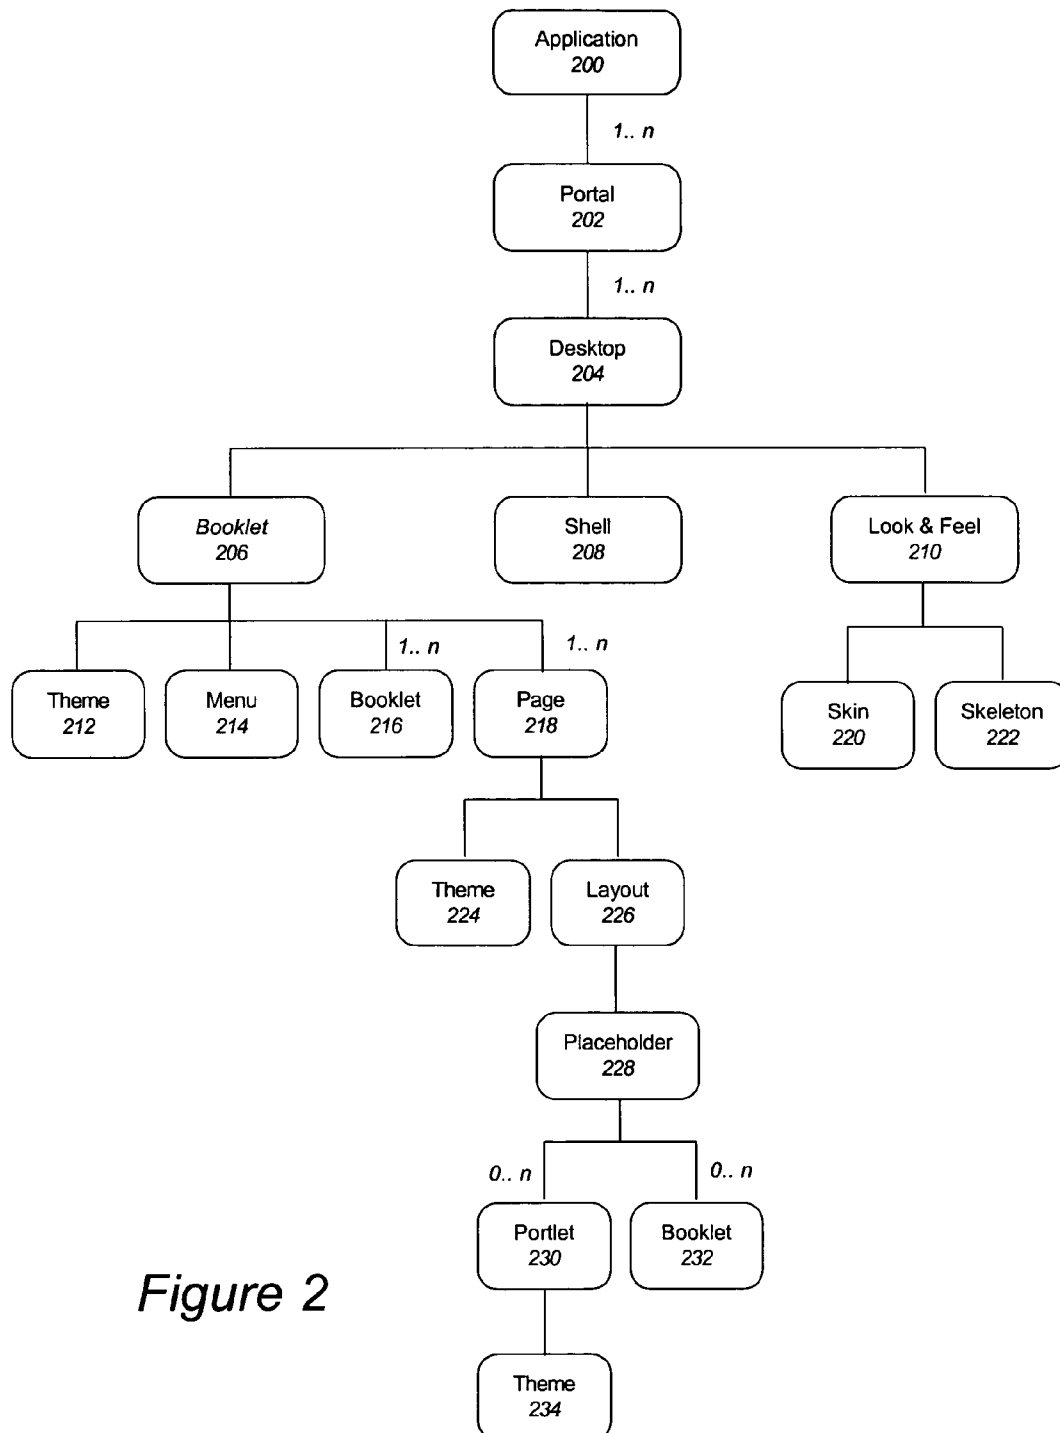 Application
200
1.. n
Portal
202
1.. n
Desktop
204
Booklet
206
Shell
208
Look & Feel
210
1.. n
1.. n
Theme
212
Menu
214
Booklet
216
Page
218
Skin
220
Skeleton
222
Theme
224
Layout
226
Placeholder
228
0.. n
0.. n
Portlet
230
Booklet
232
Figure 2
Theme
234